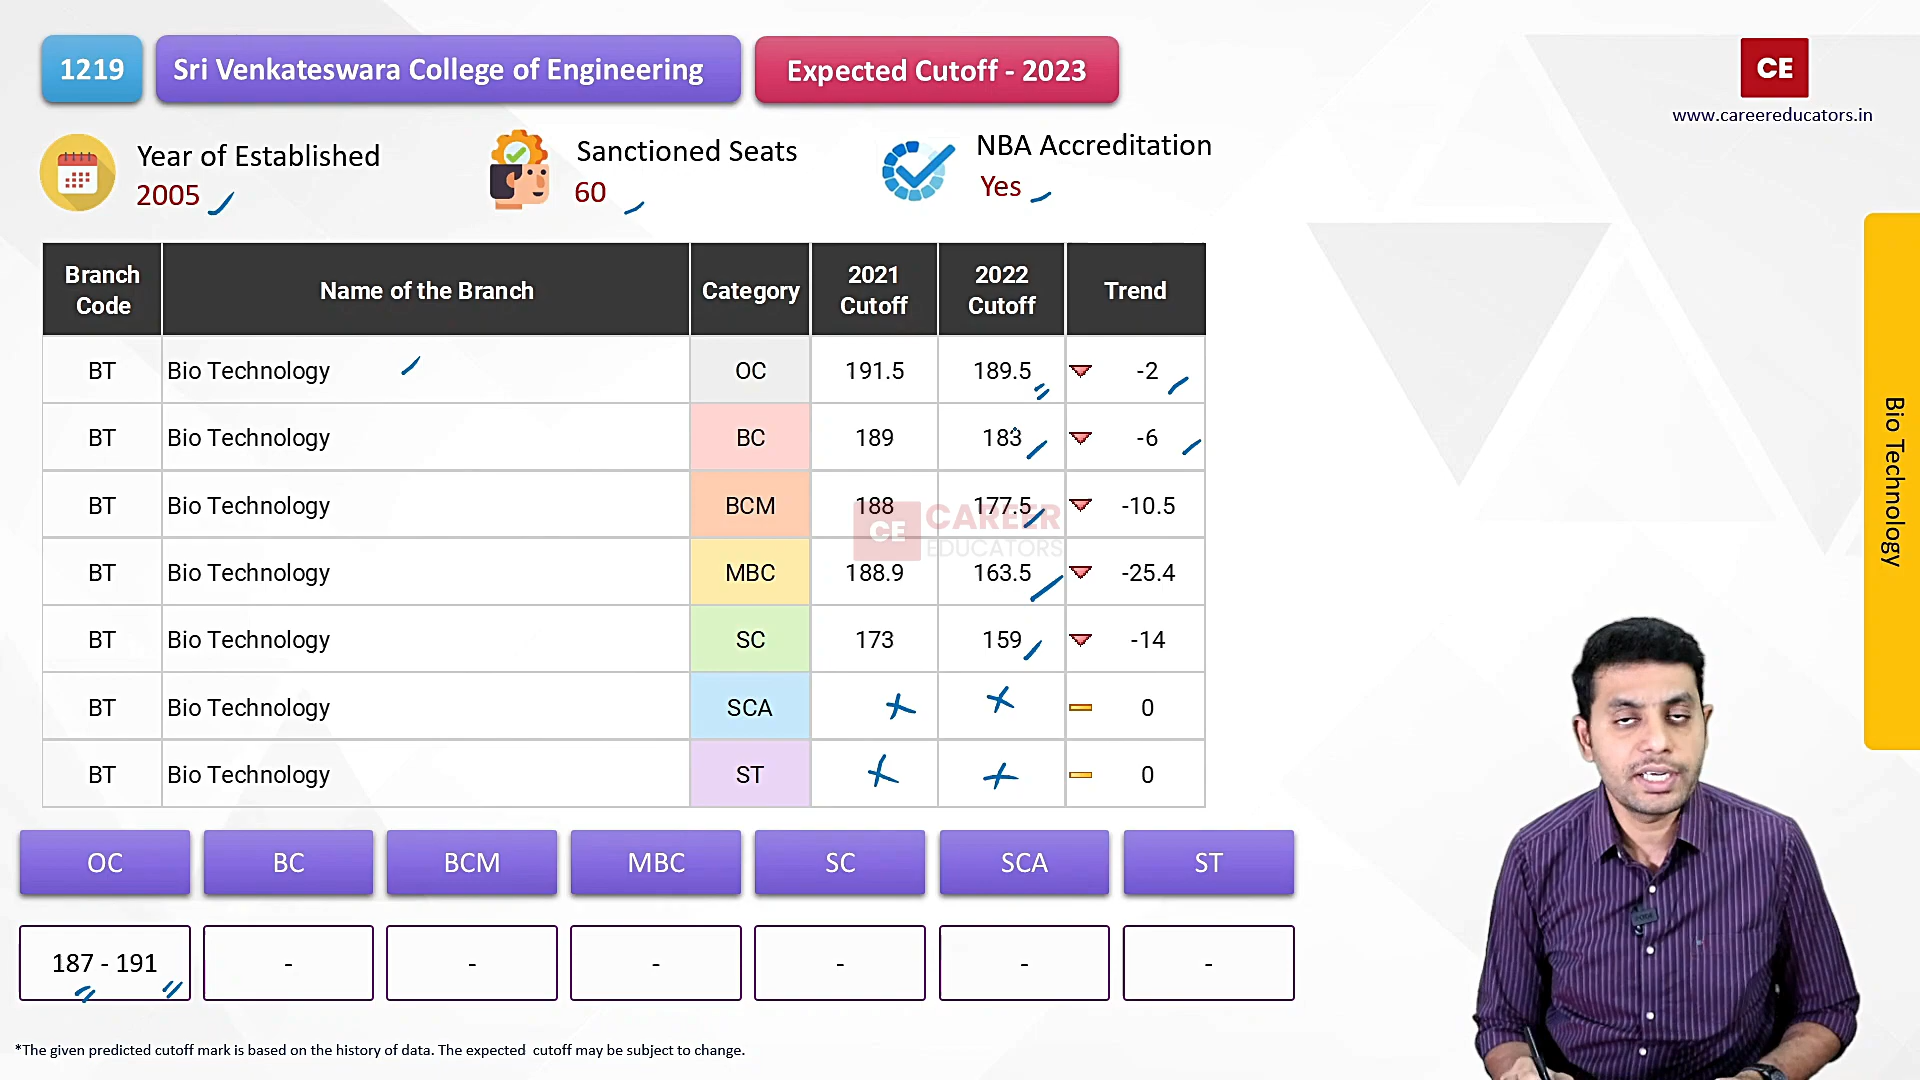 1219
Sri Venkateswara College of Engineering
Expected Cutoff - 2023
CE
www.careereducators.in
Year of Established
2005
Sanctioned Seats
60
NBA Accreditation
Yes
Branch Code Name of the Branch Category 2021 Cutoff 2022 Cutoff Trend
BT Bio Technology OC 191.5 189.5 -2
BT Bio Technology BC 189 183 -6
BT Bio Technology BCM 188 177.5 -10.5
CE CAREER
EDUCATORS
BT Bio Technology MBC 188.9 163.5 -25.4
BT Bio Technology SC 173 159 -14
BT Bio Technology SCA 0
BT Bio Technology ST 0
Bio Technology
OC BC BCM MBC SC SCA ST
187 - 191 - - - - - -
*The given predicted cutoff mark is based on the history of data. The expected cutoff may be subject to change.